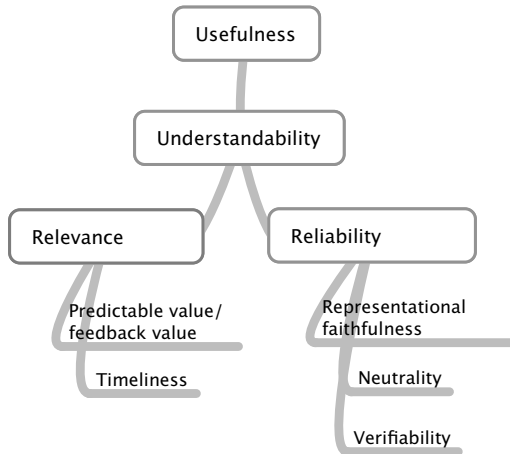 Usefulness
Understandability
Relevance
Reliability
Predictable value/
feedback value
Timeliness
Representational
faithfulness
Neutrality
Verifiability